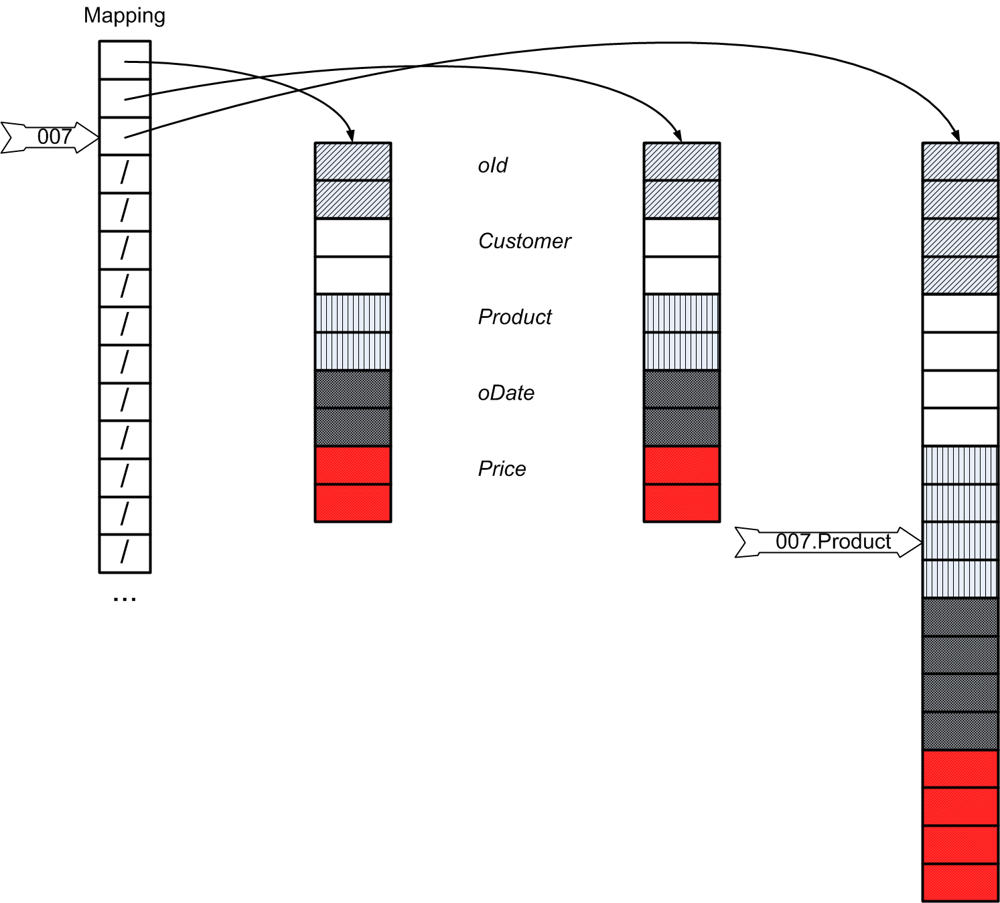 Mapping
007
oId
/
/
Customer
/
/
Product
/
/
oDate
/
/
Price
/
/
007.Product
/
...